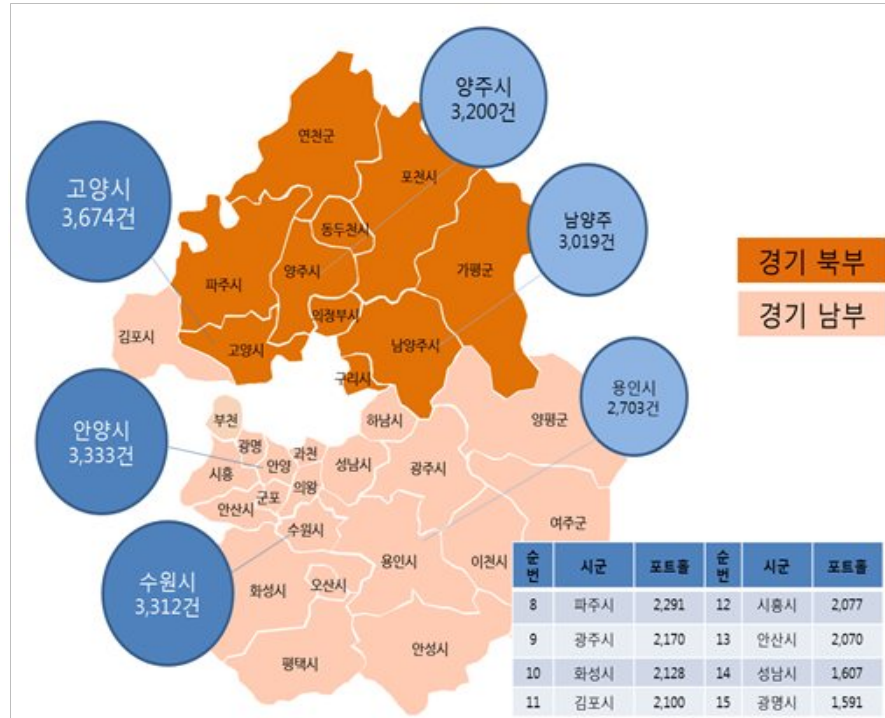 양주시
3,200건
고양시
3,674건
남양주
3,019건
연천군
포천시
동두천시
양주시
가평군
파주시
의정부시
김포시
고양시
남양주시
구리시
경기 북부
경기 남부
용인시
2,703건
안양시
3,333건
부천
하남시
양평군
광명
과천
안양
성남시
광주시
시흥
군포
의왕
안산시
수원시
여주군
용인시
이천시
수원시
3,312건
화성시
오산시
평택시
안성시
순번 시군 포트홀 순번 시군 포트홀
8 파주시 2,291 12 시흥시 2,077
9 광주시 2,170 13 안산시 2,070
10 화성시 2,128 14 성남시 1,607
11 김포시 2,100 15 광명시 1,591